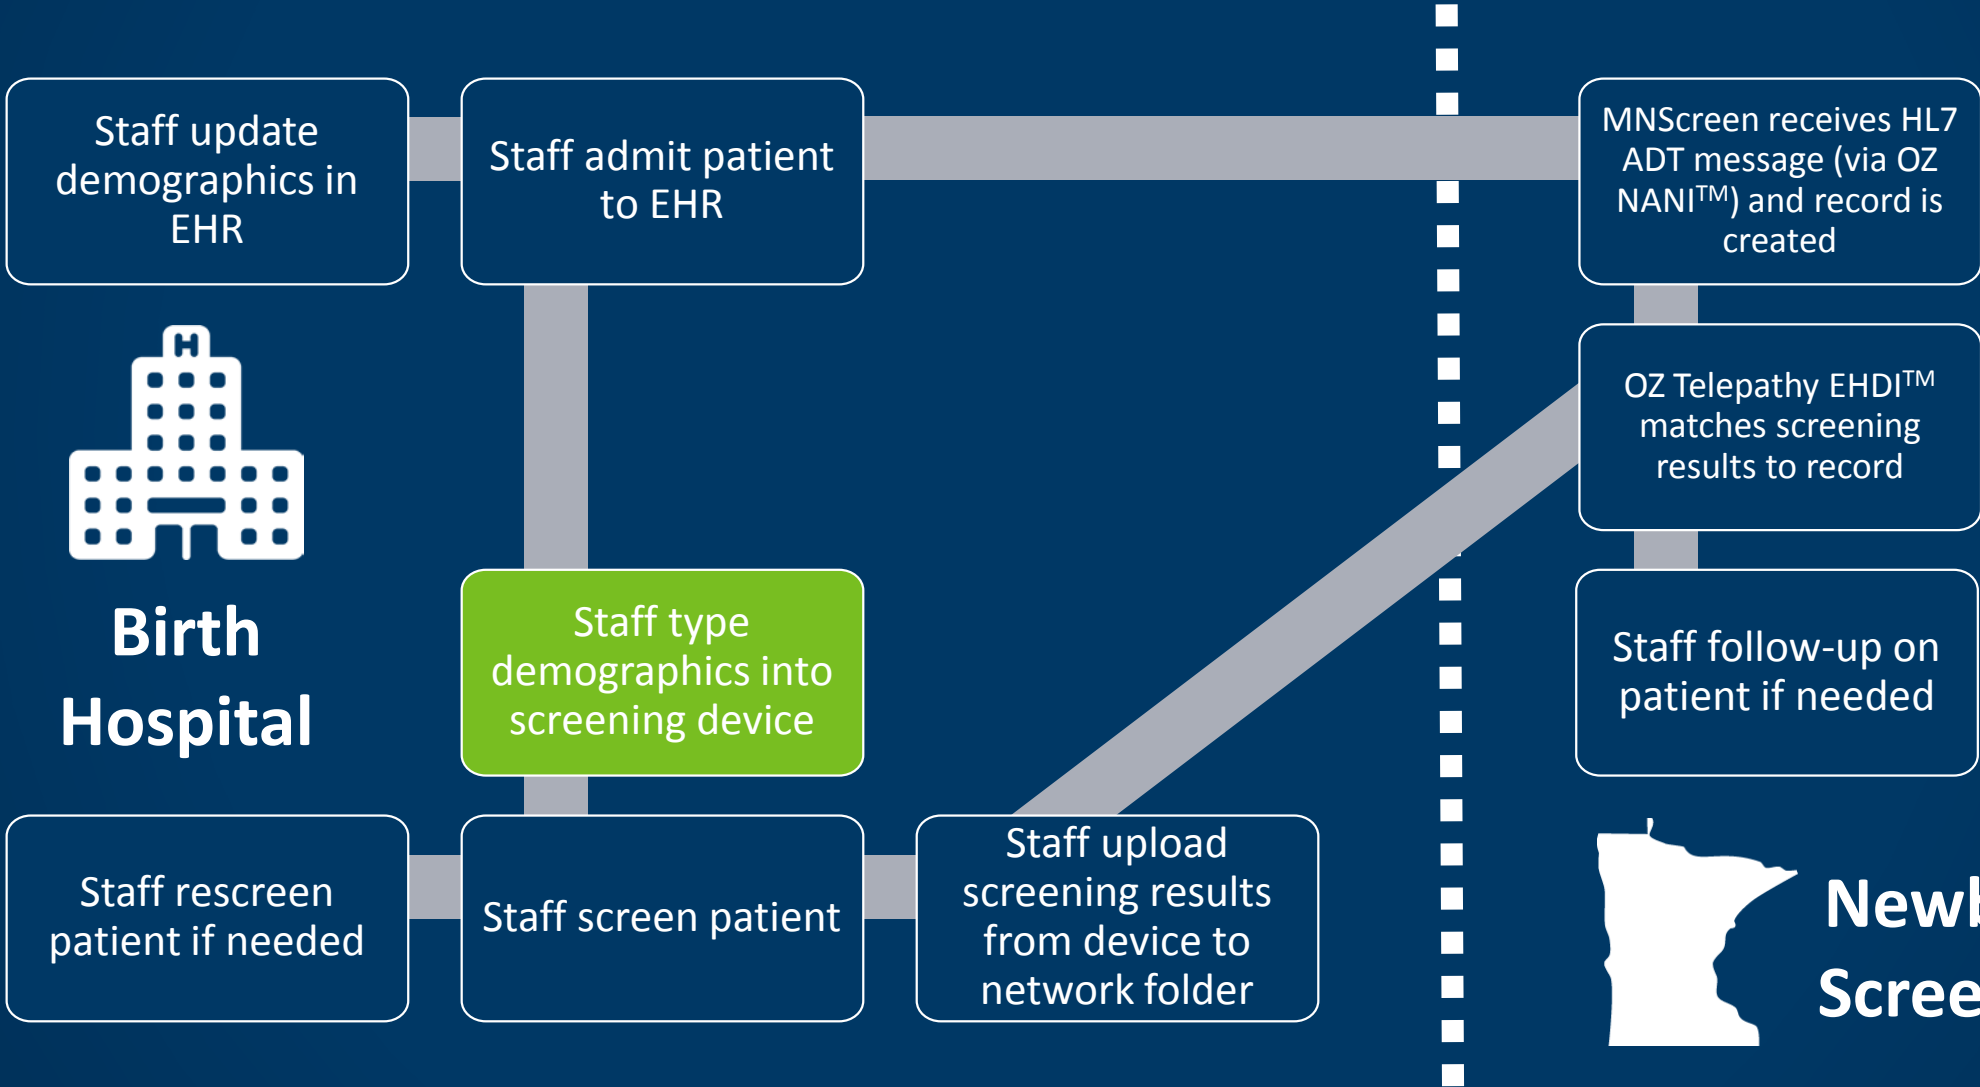 Staff update
demographics in
EHR
Staff admit patient
to EHR
MNScreen receives HL7
ADT message (via OZ
NANI™) and record is
created
H
OZ Telepathy EHDI™
matches screening
results to record
Birth
Hospital
Staff type
demographics into
screening device
Staff follow-up on
patient if needed
Staff rescreen
patient if needed
Staff screen patient
Staff upload
screening results
from device to
network folder